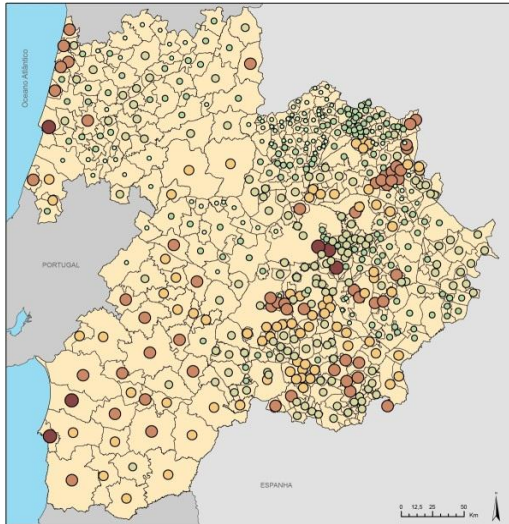 Oceano Atlântico
PORTUGAL
ESPANHA
0 12,5 25 50
Km